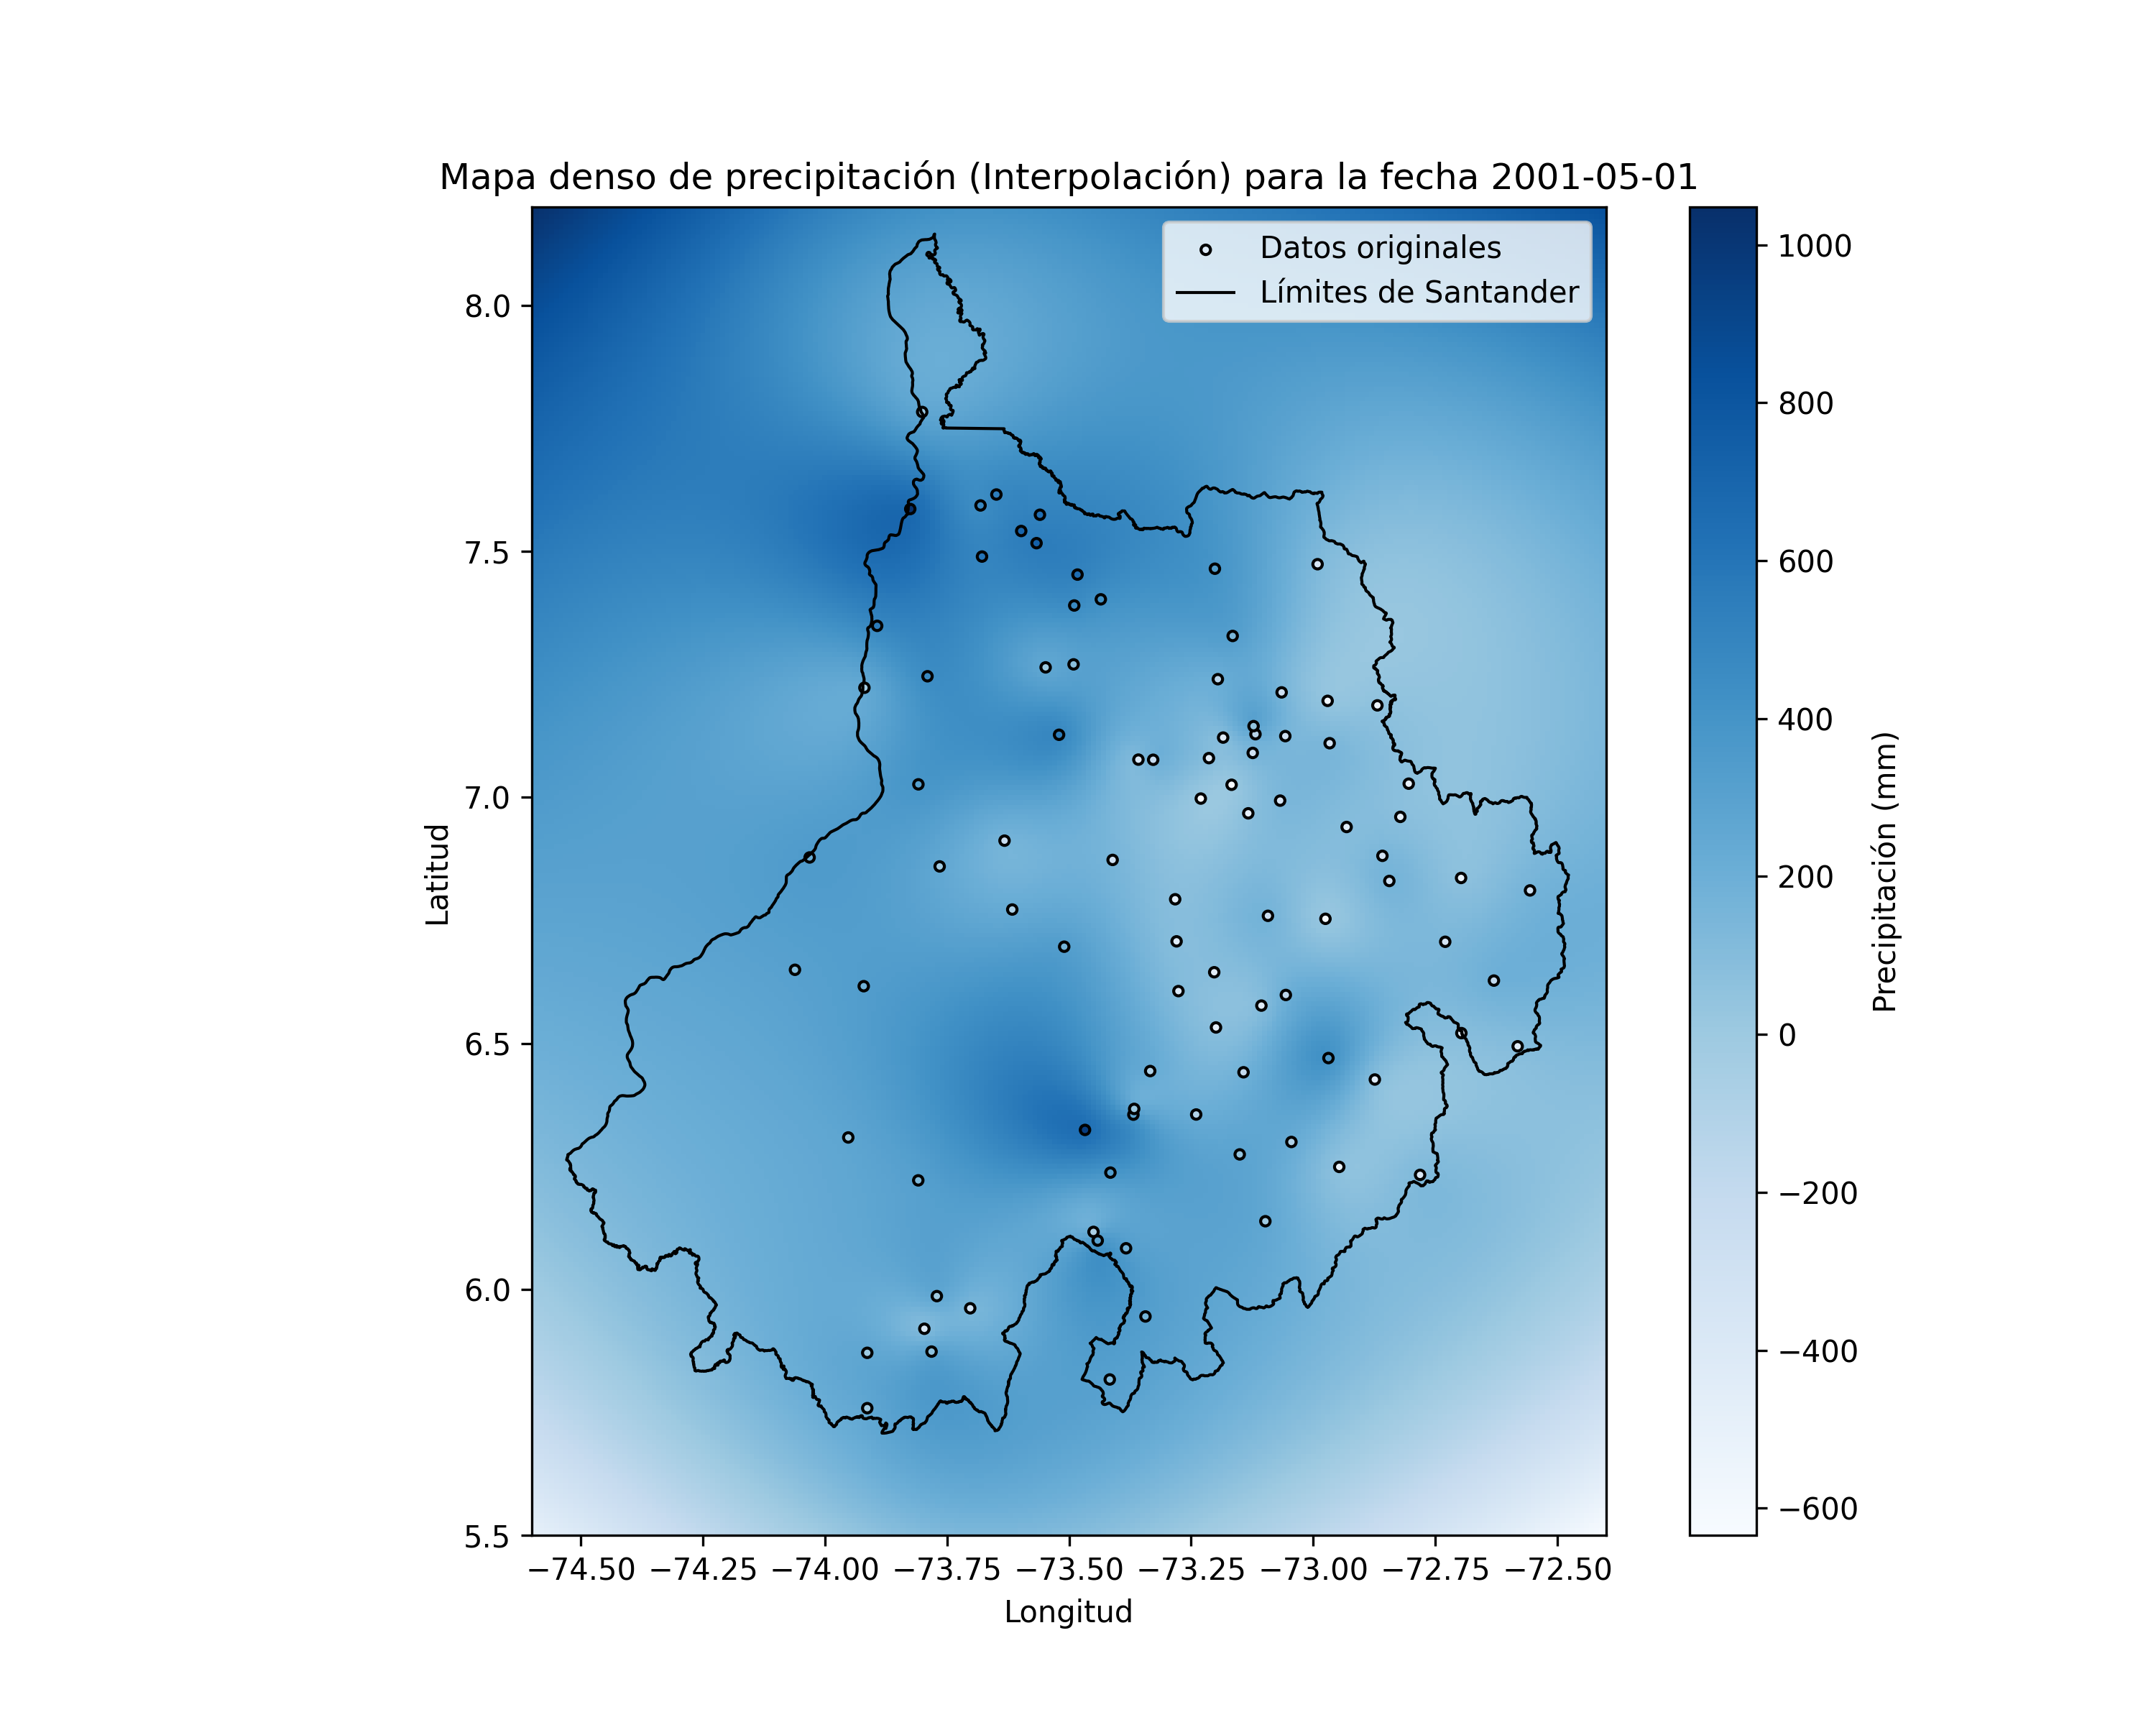 Mapa denso de precipitación (Interpolación) para la fecha 2001-05-01
Datos originales
Límites de Santander
8.0
7.5
7.0
6.5
6.0
5.5
Latitud
−74.50 −74.25 −74.00 −73.75 −73.50 −73.25 −73.00 −72.75 −72.50
Longitud
1000
800
600
400
200
0
−200
−400
−600
Precipitación (mm)